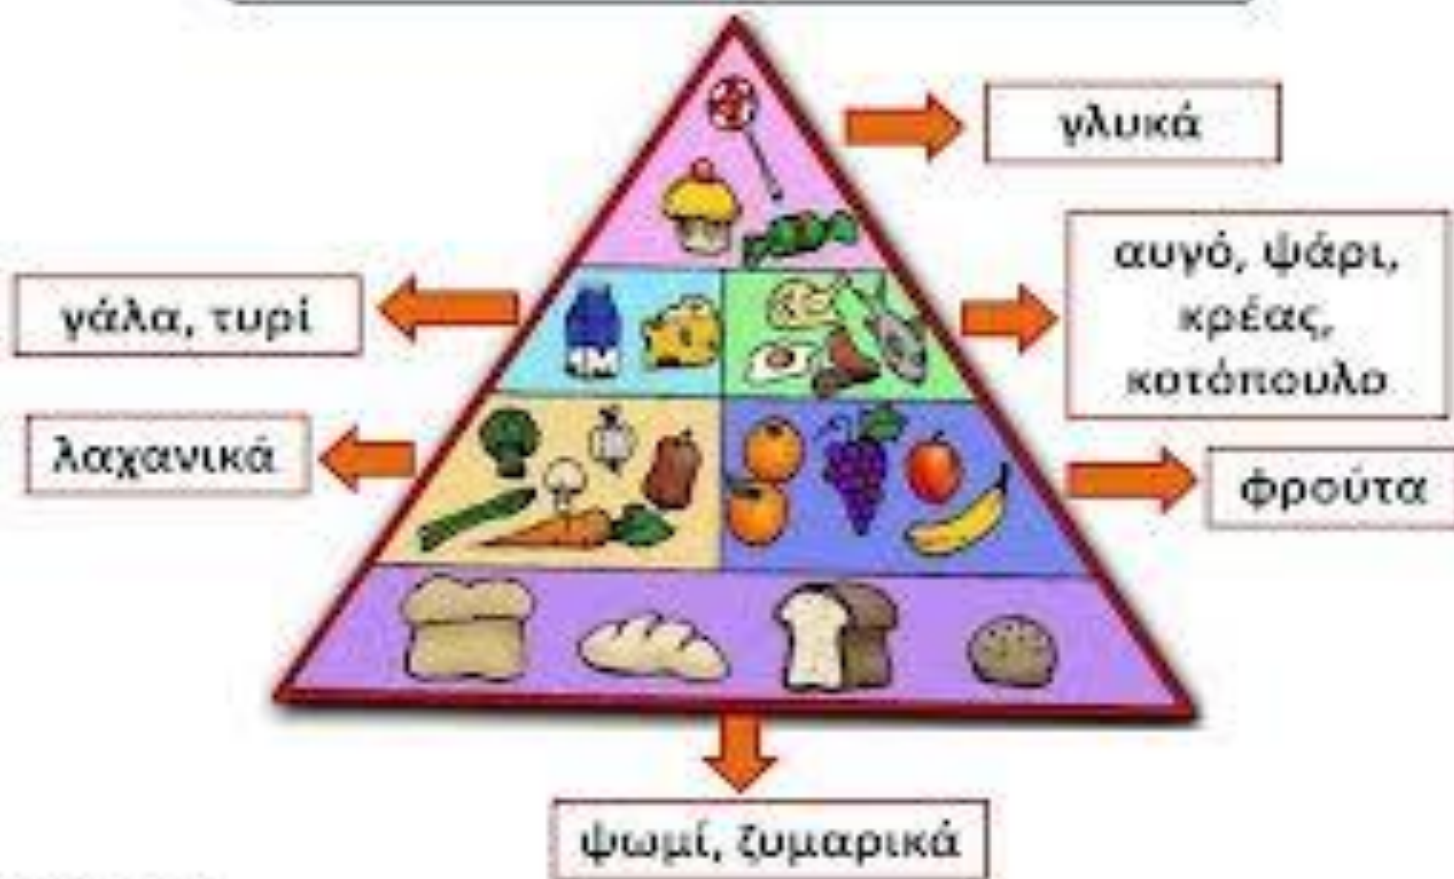 γλυκά
γάλα, τυρί
αυγό, ψάρι,
κρέας,
κοτόπουλο
λαχανικά
φρούτα
ψωμί, ζυμαρικά